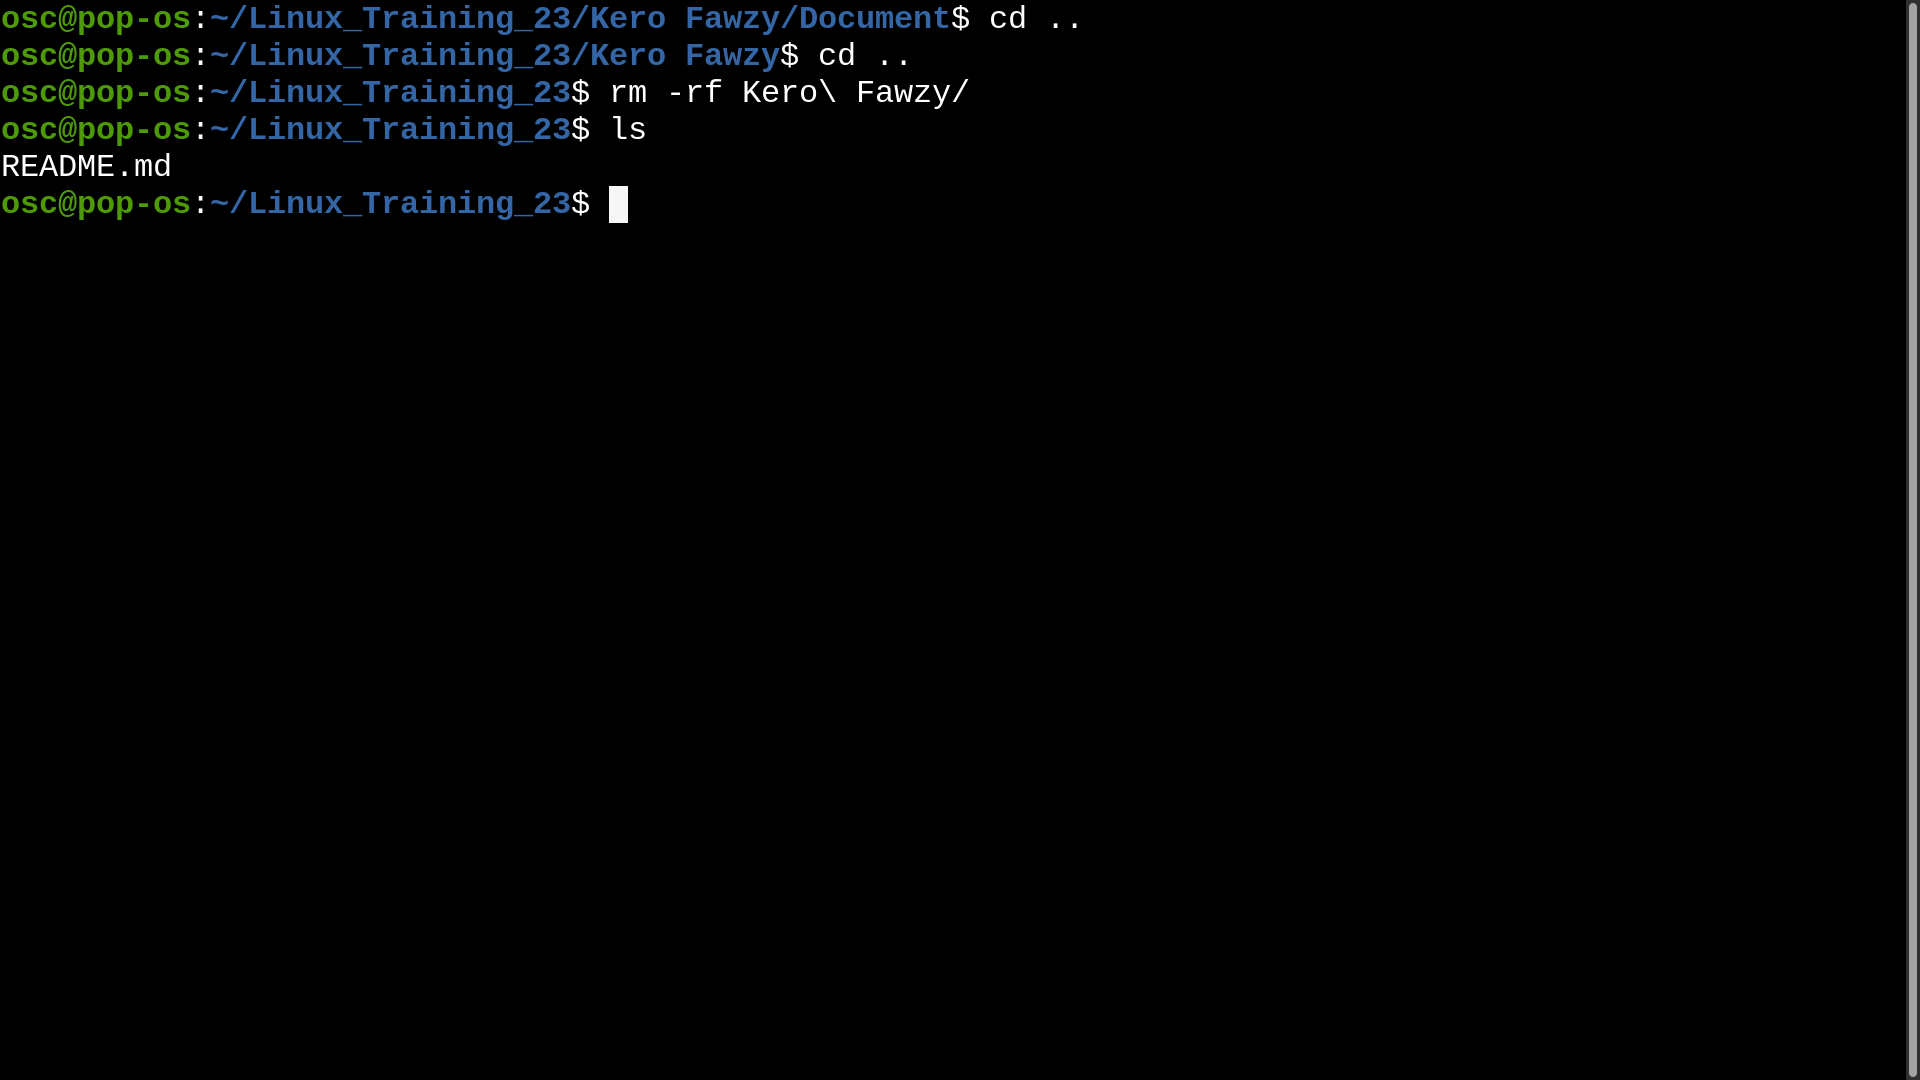 osc@pop-os:~/Linux_Training_23/Kero Fawzy/Document$ cd ..
osc@pop-os:~/Linux_Training_23/Kero Fawzy$ cd ..
osc@pop-os:~/Linux_Training_23$ rm -rf Kero\ Fawzy/
osc@pop-os:~/Linux_Training_23$ ls
README.md
osc@pop-os:~/Linux_Training_23$